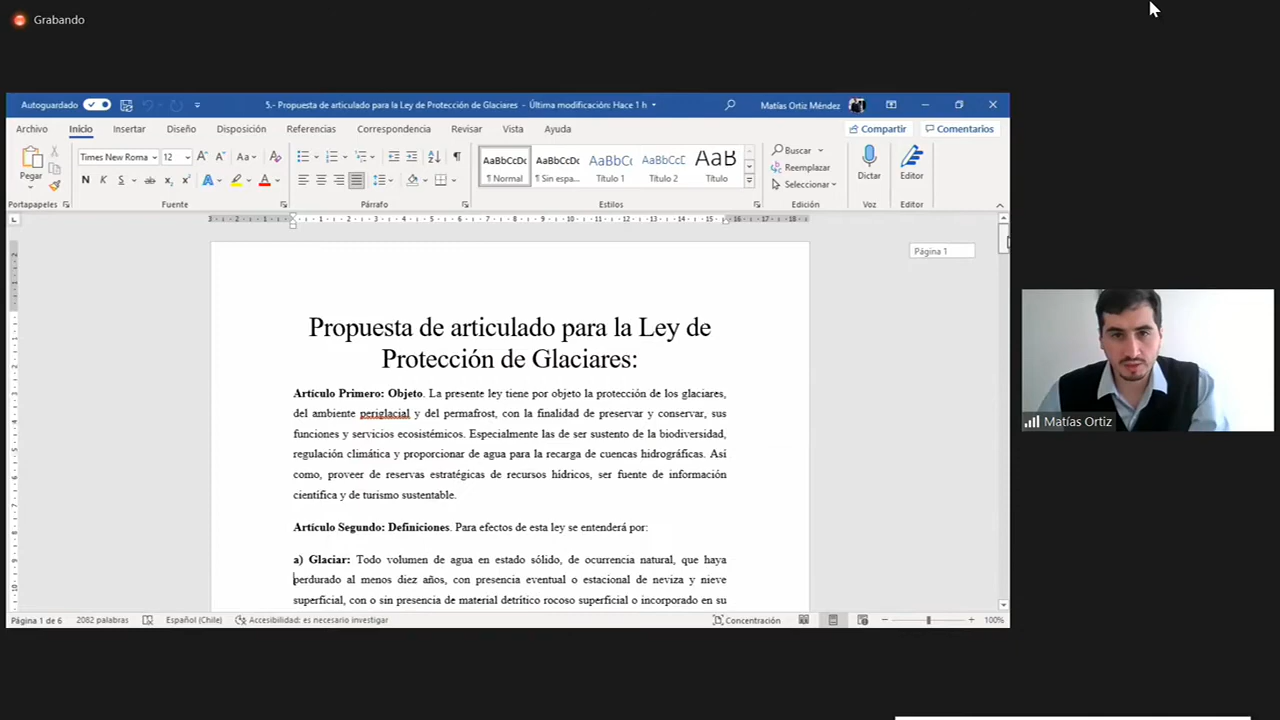 Grabando
Autoguardado
5.- Propuesta de articulado para la Ley de Protección de Glaciares - Última modificación: Hace 1 h
Matías Ortiz Méndez
Archivo Inicio Insertar Diseño Disposición Referencias Correspondencia Revisar Vista Ayuda
Compartir Comentarios
Pegar
Times New Roma 12
Aa
N K S ab x₂ x² A A
AaBbCcDc AaBbCcDc AaBbCc AaBbCcD AaB
¶ Normal ¶ Sin espa... Título 1 Título 2 Título
Buscar
Reemplazar
Seleccionar
Dictar Editor
Portapapeles Fuente Párrafo Estilos Edición Voz Editor
Página 1
Propuesta de articulado para la Ley de
Protección de Glaciares:
Artículo Primero: Objeto. La presente ley tiene por objeto la protección de los glaciares,
del ambiente periglacial y del permafrost, con la finalidad de preservar y conservar, sus
funciones y servicios ecosistémicos. Especialmente las de ser sustento de la biodiversidad,
regulación climática y proporcionar de agua para la recarga de cuencas hidrográficas. Así
como, proveer de reservas estratégicas de recursos hídricos, ser fuente de información
científica y de turismo sustentable.
Artículo Segundo: Definiciones. Para efectos de esta ley se entenderá por:
a) Glaciar: Todo volumen de agua en estado sólido, de ocurrencia natural, que haya
perdurado al menos diez años, con presencia eventual o estacional de neviza y nieve
superficial, con o sin presencia de material detrítico rocoso superficial o incorporado en su
Página 1 de 6 2082 palabras Español (Chile) Accesibilidad: es necesario investigar
Concentración 100%
Matías Ortiz